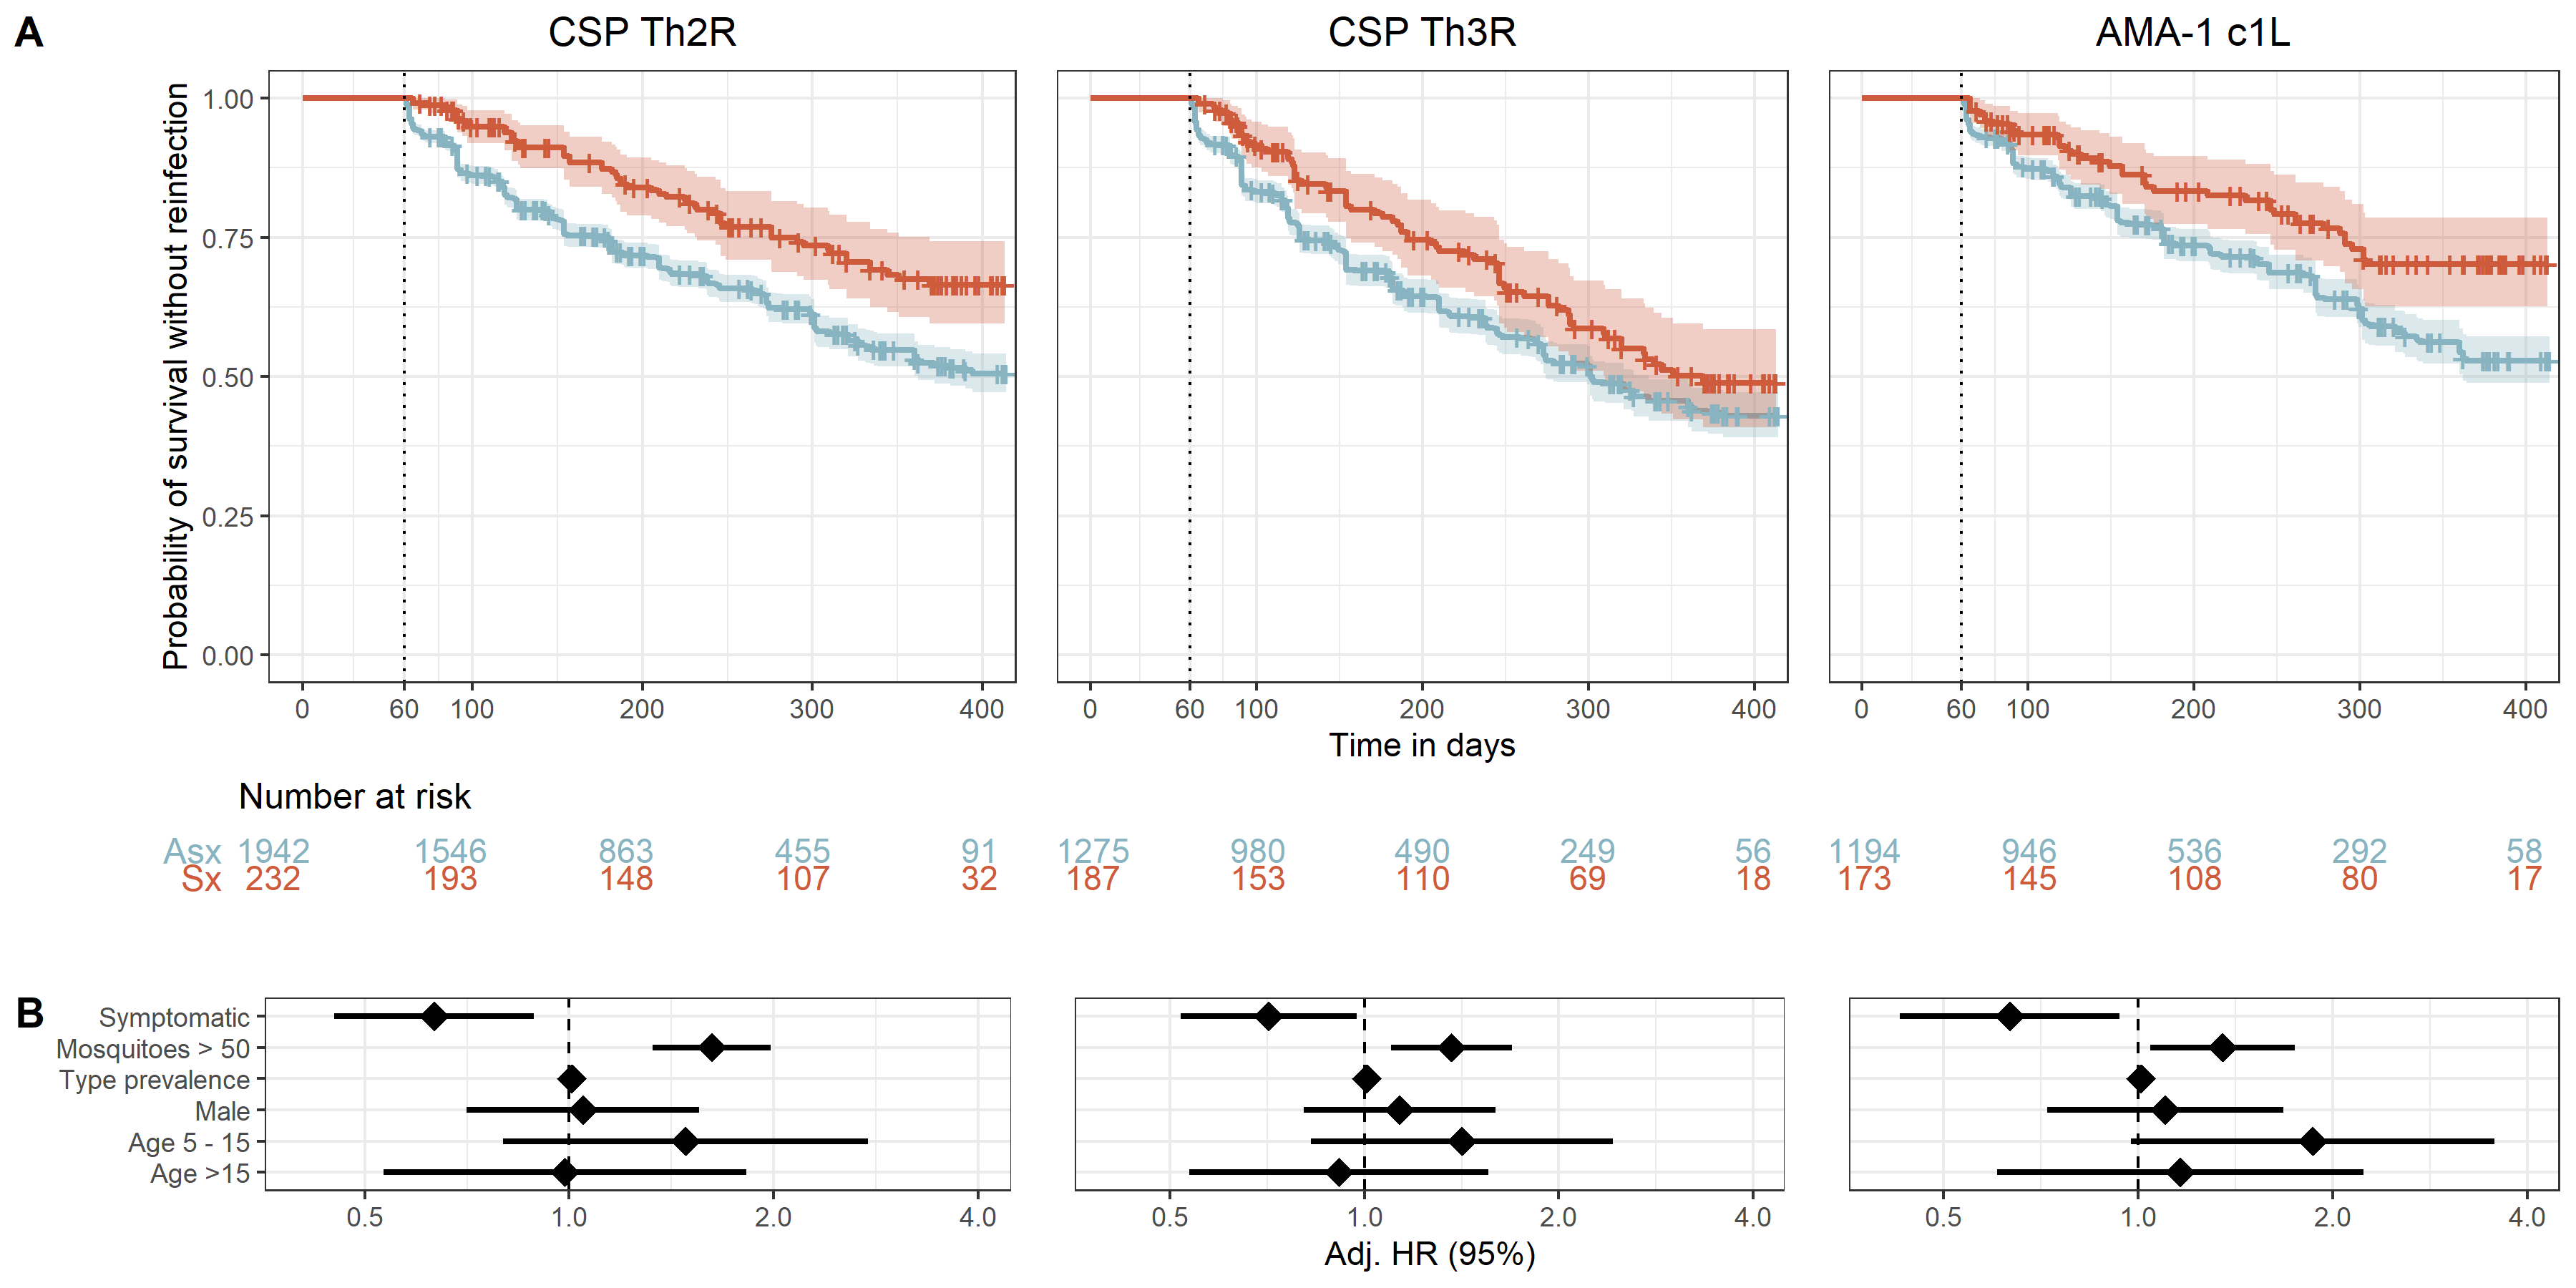 A
CSP Th2R CSP Th3R AMA-1 c1L
Probability of survival without reinfection
1.00
0.75
0.50
0.25
0.00
0 60 100 200 300 400 0 60 100 200 300 400 0 60 100 200 300 400
Time in days
Number at risk
Asx 1942 1546 863 455 91 1275 980 490 249 56 1194 946 536 292 58
Sx 232 193 148 107 32 187 153 110 69 18 173 145 108 80 17
B
Symptomatic
Mosquitoes > 50
Type prevalence
Male
Age 5 - 15
Age >15
0.5 1.0 2.0 4.0 0.5 1.0 2.0 4.0 0.5 1.0 2.0 4.0
Adj. HR (95%)